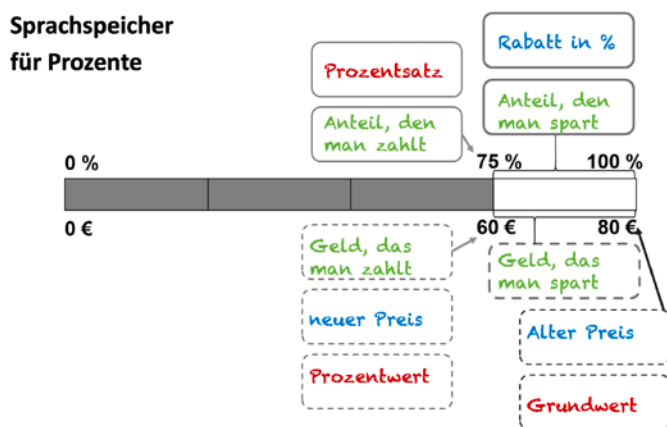 Sprachspeicher
für Prozente
Rabatt in %
Prozentsatz
Anteil, den
man zahlt
Anteil, den
man spart
0 %
75 %
100 %
0 €
60 €
80 €
Geld, das
man zahlt
Geld, das
man spart
neuer Preis
Alter Preis
Prozentwert
Grundwert